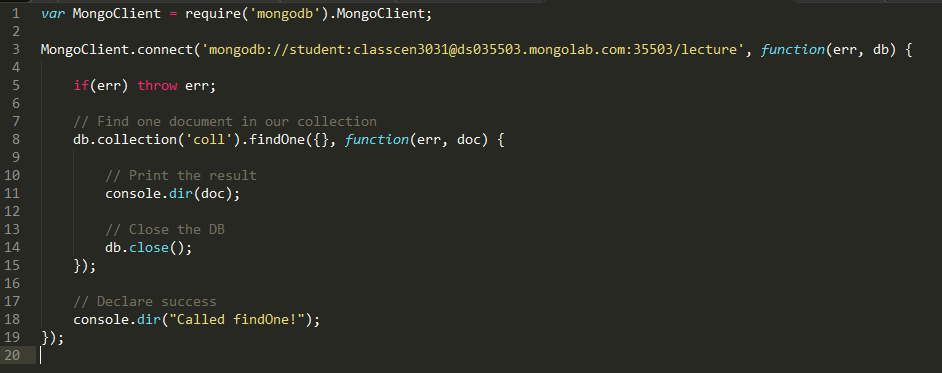 1 var MongoClient = require('mongodb').MongoClient;
2
3 MongoClient.connect('mongodb://student:classcen3031@ds035503.mongolab.com:35503/lecture', function(err, db) {
4
5 if(err) throw err;
6
7 // Find one document in our collection
8 db.collection('coll').findOne({}, function(err, doc) {
9
10 // Print the result
11 console.dir(doc);
12
13 // Close the DB
14 db.close();
15 });
16
17 // Declare success
18 console.dir("Called findOne!");
19 });
20